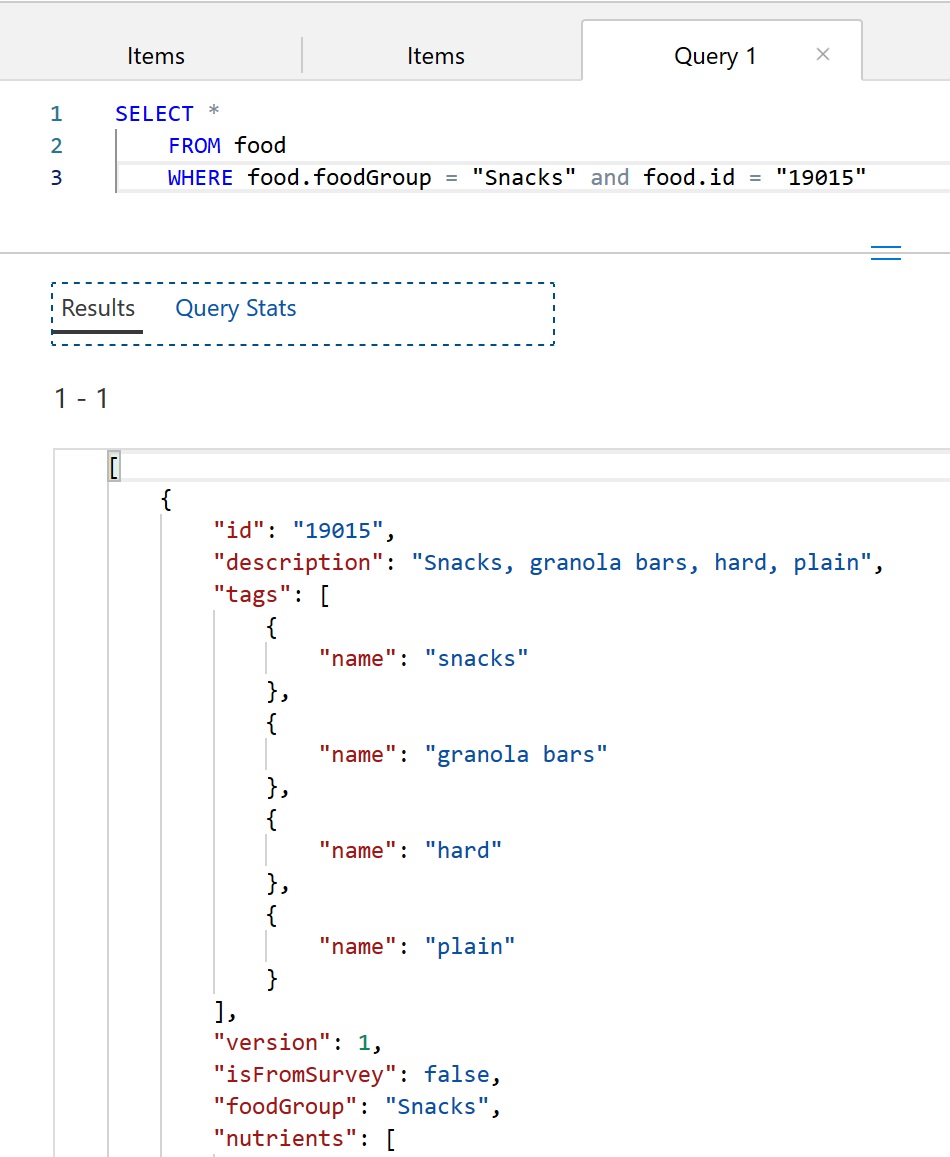 Items Items Query 1 ×
1 SELECT *
2 FROM food
3 WHERE food.foodGroup = "Snacks" and food.id = "19015"
Results Query Stats
1 - 1
[
{
"id": "19015",
"description": "Snacks, granola bars, hard, plain",
"tags": [
{
"name": "snacks"
},
{
"name": "granola bars"
},
{
"name": "hard"
},
{
"name": "plain"
}
],
"version": 1,
"isFromSurvey": false,
"foodGroup": "Snacks",
"nutrients": [